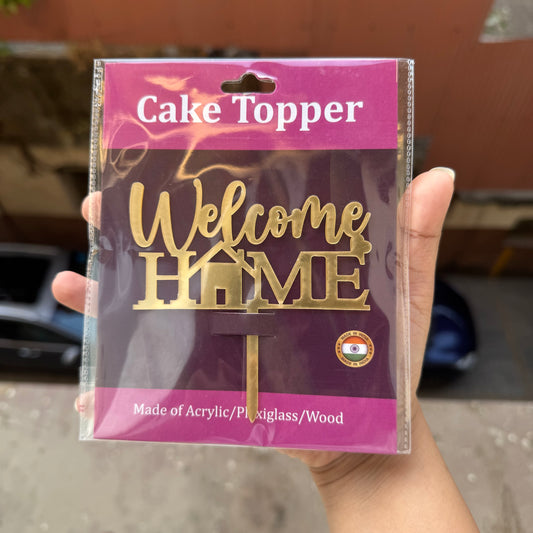 Cake Topper
Welcome
HOME
Made of Acrylic/Plexiglass/Wood